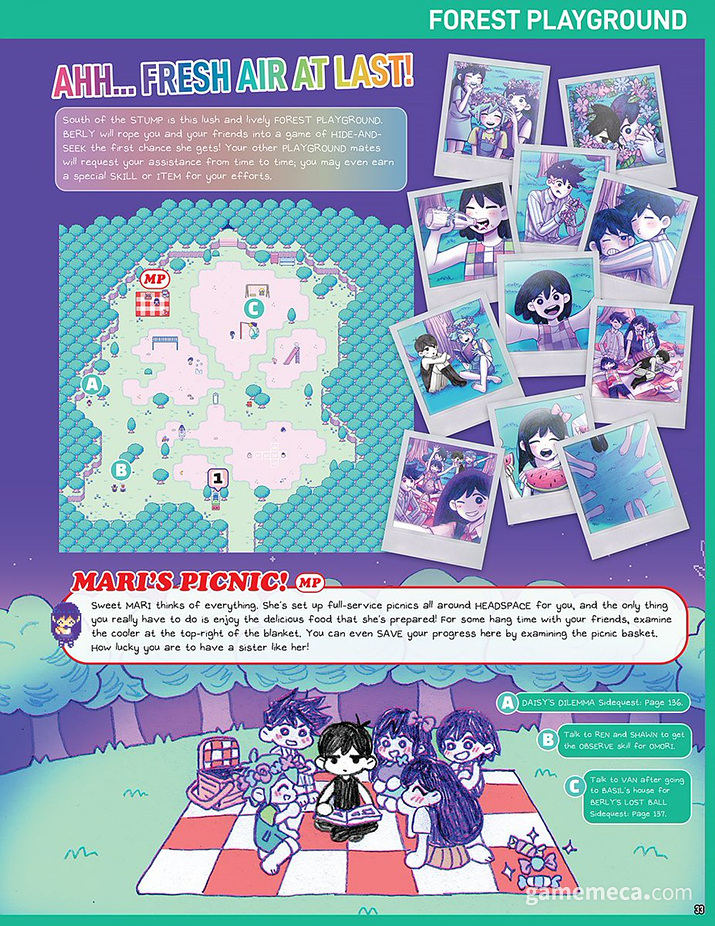 FOREST PLAYGROUND
AHH... FRESH AIR AT LAST!
South of the STUMP is this lush and lively FOREST PLAYGROUND.
BERLY will rope you and your friends into a game of HIDE-AND-
SEEK the first chance she gets! Your other PLAYGROUND mates
will request your assistance from time to time; you may even earn
a special SKILL or ITEM for your efforts.
MP
C
A
B
1
MARI'S PICNIC! MP
Sweet MARI thinks of everything. She's set up full-service picnics all around HEADSPACE for you, and the only thing
you really have to do is enjoy the delicious food that she's prepared! For some hang time with your friends, examine
the cooler at the top-right of the blanket. You can even SAVE your progress here by examining the picnic basket.
How lucky you are to have a sister like her!
A DAISY'S DILEMMA Sidequest: Page 136.
B Talk to REN and SHAWN to get
the OBSERVE skill for OMORI.
C Talk to VAN after going
to BASIL'S house for
BERLY'S LOST BALL
Sidequest: Page 137.
gamemeca.com
33